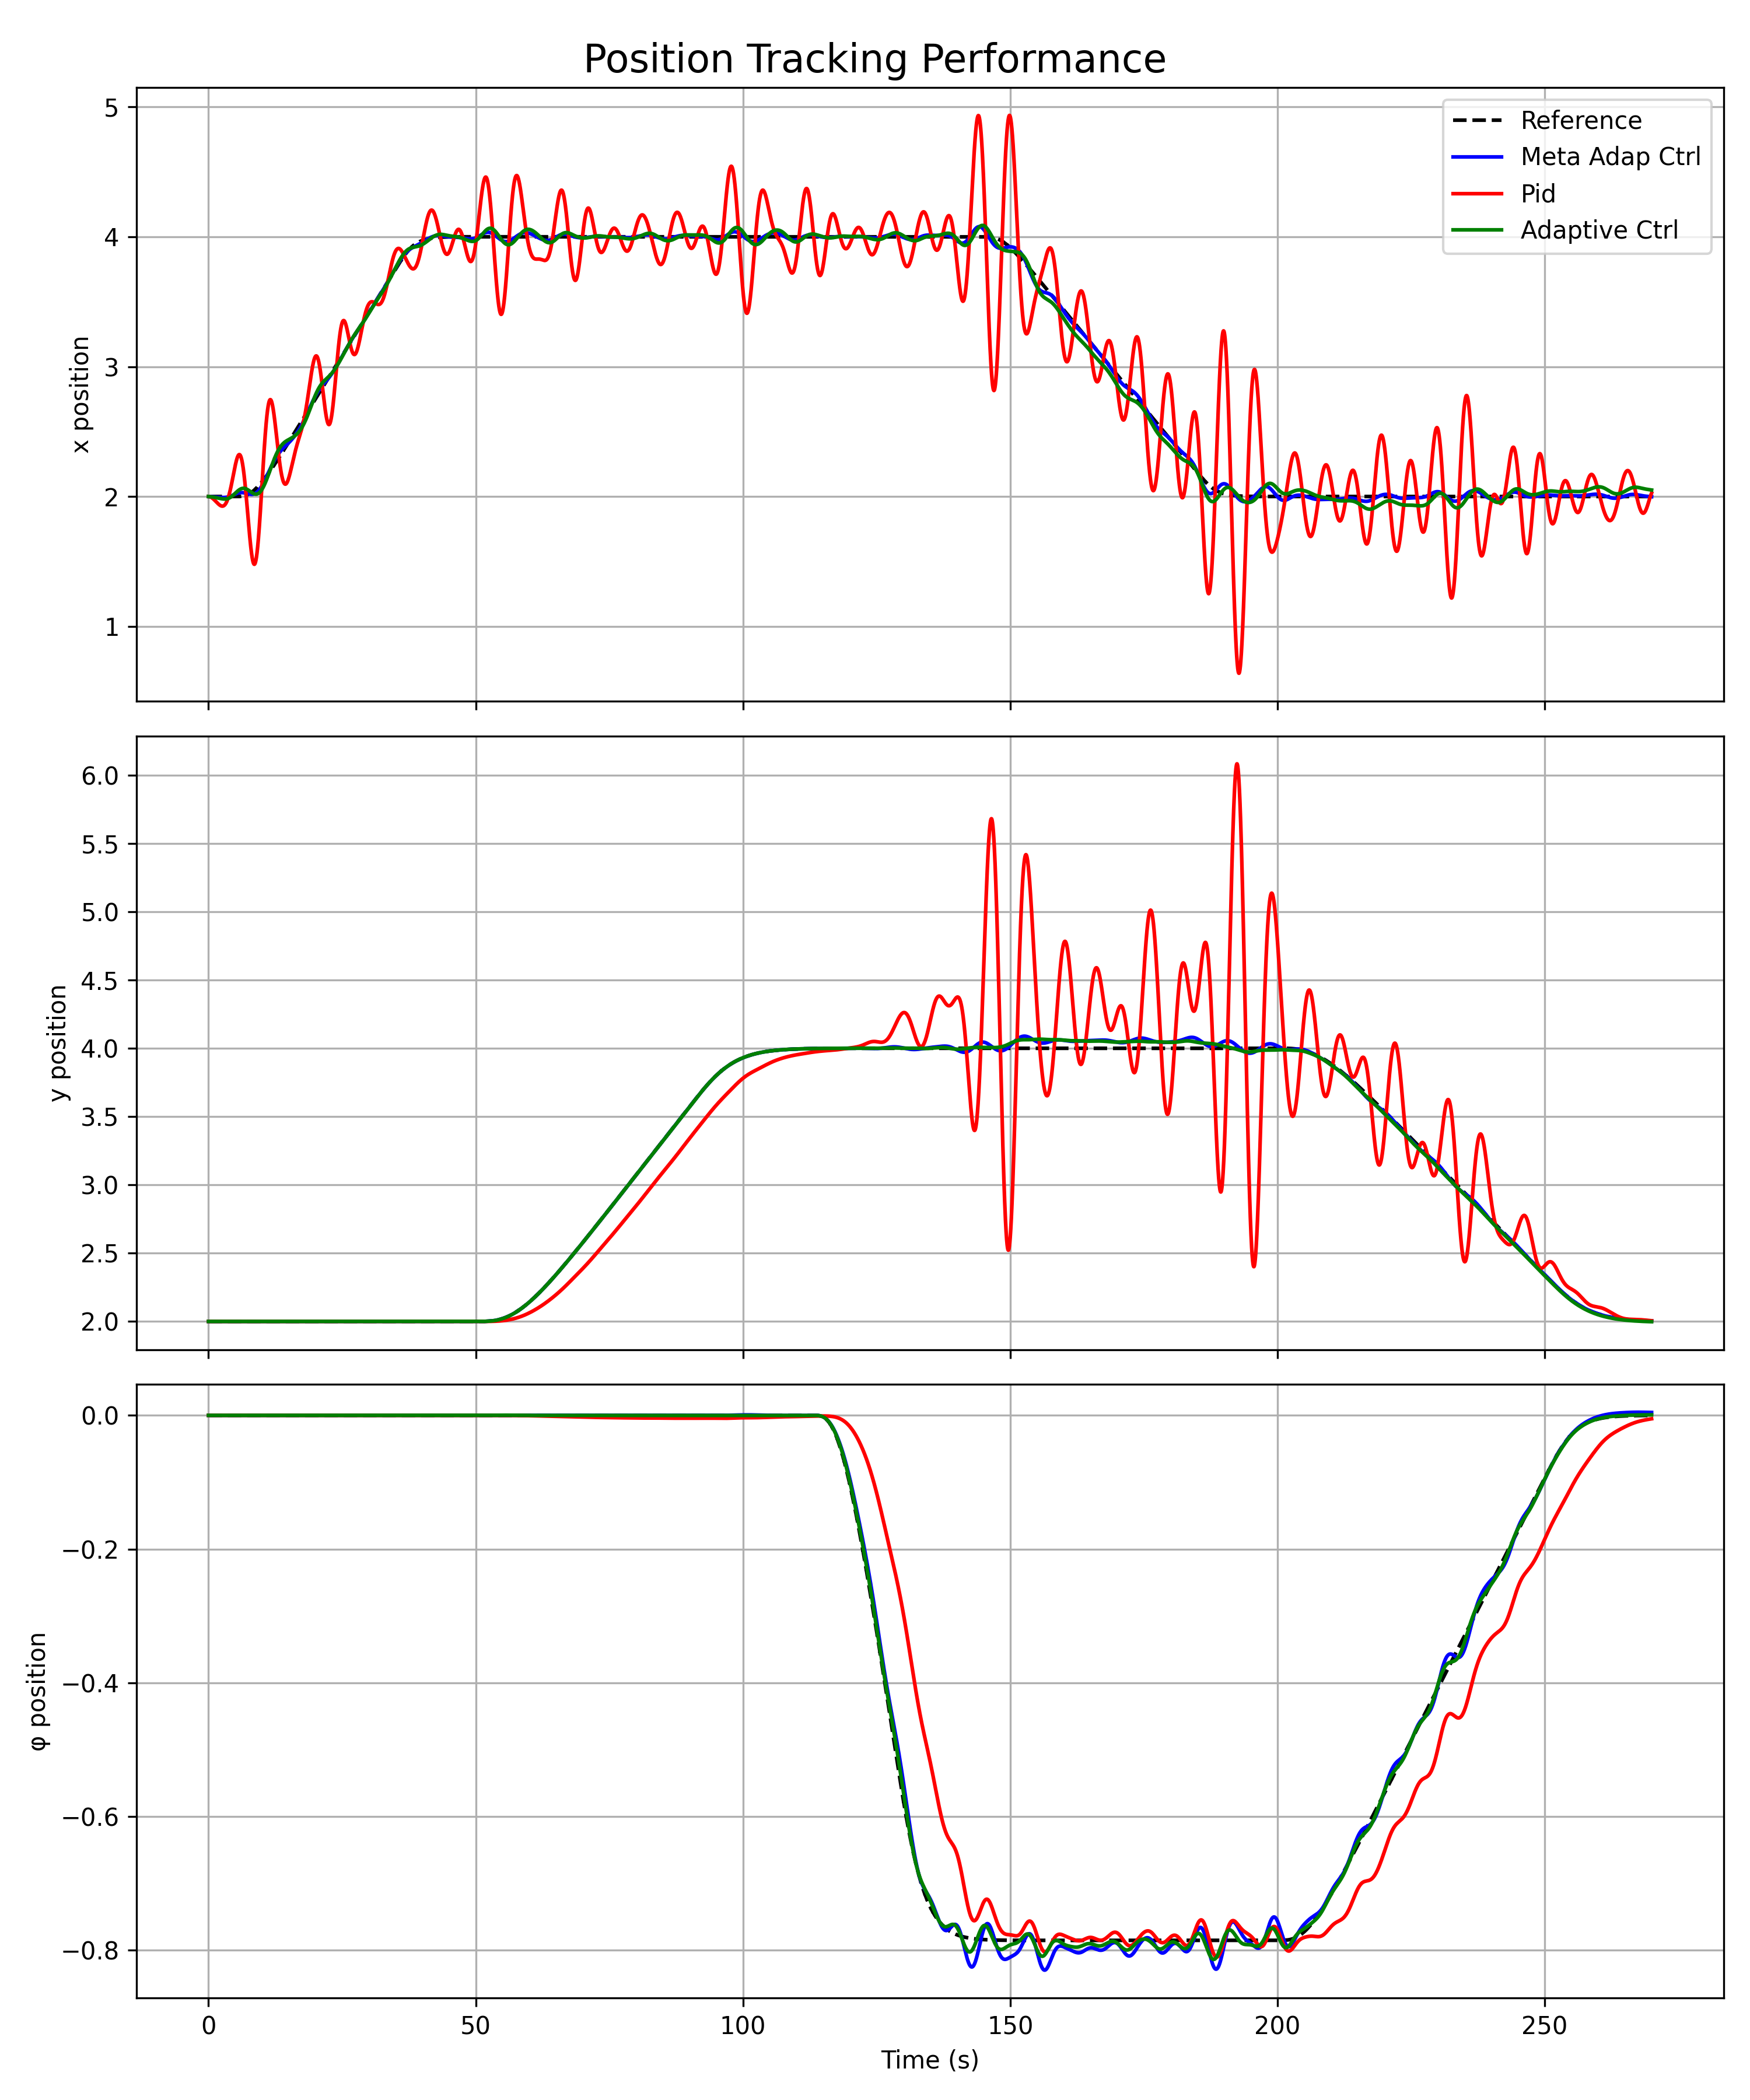 Position Tracking Performance
5
4
3
2
1
x position
Reference
Meta Adap Ctrl
Pid
Adaptive Ctrl
6.0
5.5
5.0
4.5
4.0
3.5
3.0
2.5
2.0
y position
0.0
−0.2
−0.4
−0.6
−0.8
φ position
0 50 100 150 200 250
Time (s)